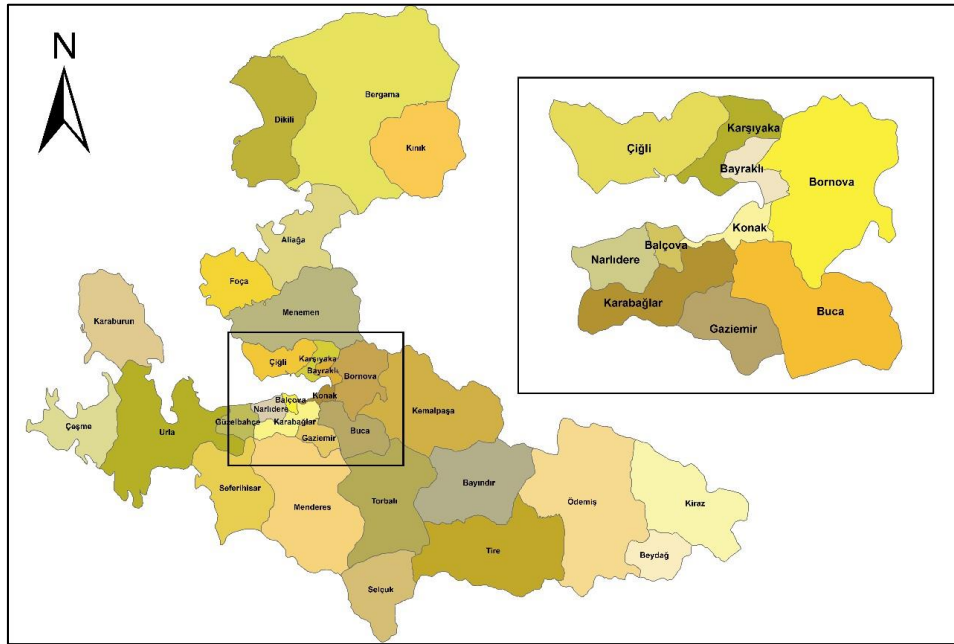 N
Bergama
Dikili
Kınık
Aliağa
Foça
Menemen
Karaburun
Çiğli
Karşıyaka
Bayraklı
Bornova
Konak
Balçova
Narlıdere
Güzelbahçe
Karabağlar
Buca
Gaziemir
Kemalpaşa
Çeşme
Urla
Seferihisar
Menderes
Torbalı
Bayındır
Ödemiş
Kiraz
Tire
Beydağ
Selçuk
Karşıyaka
Çiğli
Bayraklı
Bornova
Konak
Balçova
Narlıdere
Karabağlar
Gaziemir
Buca